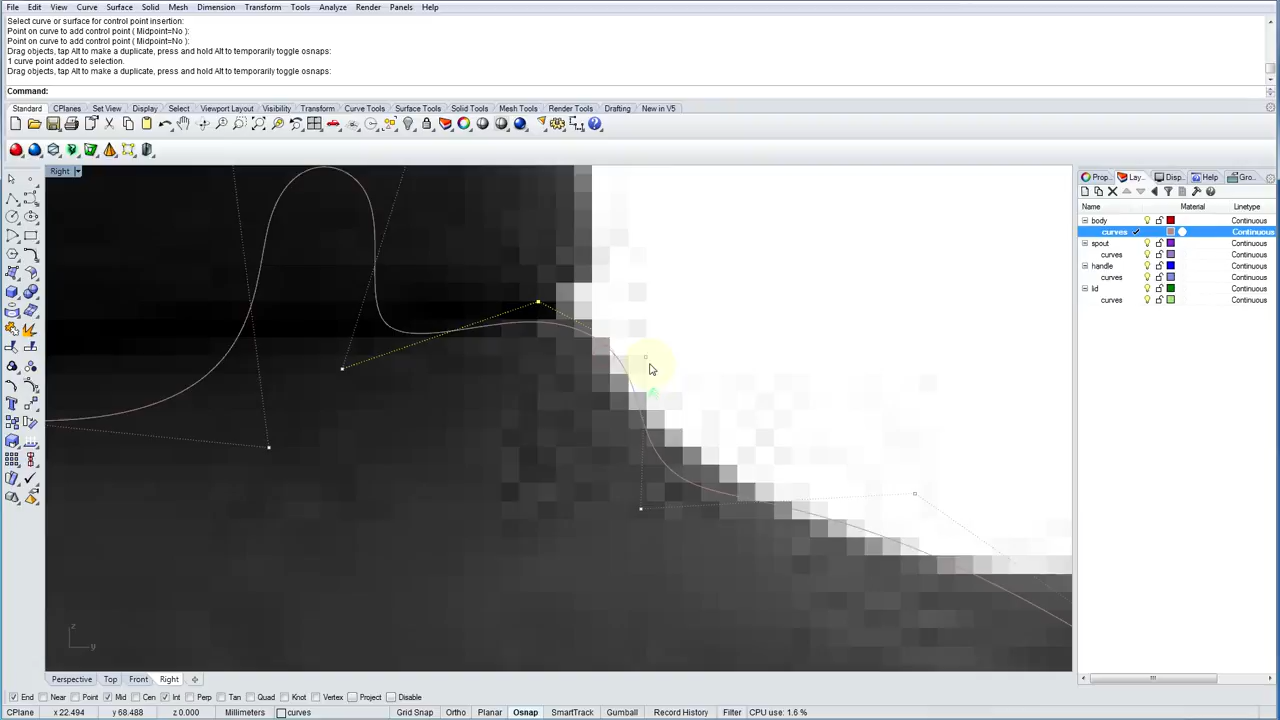 File Edit View Curve Surface Solid Mesh Dimension Transform Tools Analyze Render Panels Help
Select curve or surface for control point insertion:
Point on curve to add control point ( Midpoint=No ):
Point on curve to add control point ( Midpoint=No ):
Drag objects, tap Alt to make a duplicate, press and hold Alt to temporarily toggle osnaps:
1 curve point added to selection.
Drag objects, tap Alt to make a duplicate, press and hold Alt to temporarily toggle osnaps:
Command:
Standard CPlanes Set View Display Select Viewport Layout Visibility Transform Curve Tools Surface Tools Solid Tools Mesh Tools Render Tools Drafting New in V5
Right
Prop... Lay... Disp... Help Gro...
Name Material Linetype
body Continuous
curves Continuous
spout Continuous
curves Continuous
handle Continuous
curves Continuous
lid Continuous
curves Continuous
z
y
Perspective Top Front Right
End Near Point Mid Cen Int Perp Tan Quad Knot Vertex Project Disable
CPlane x 22.494 y 68.488 z 0.000 Millimeters curves Grid Snap Ortho Planar Osnap SmartTrack Gumball Record History Filter CPU use: 1.6 %